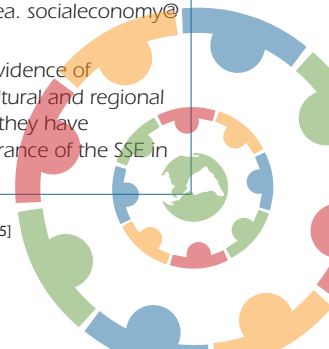 ea. socialeconomy@
vidence of
ltural and regional
they have
rance of the SSE in
5]